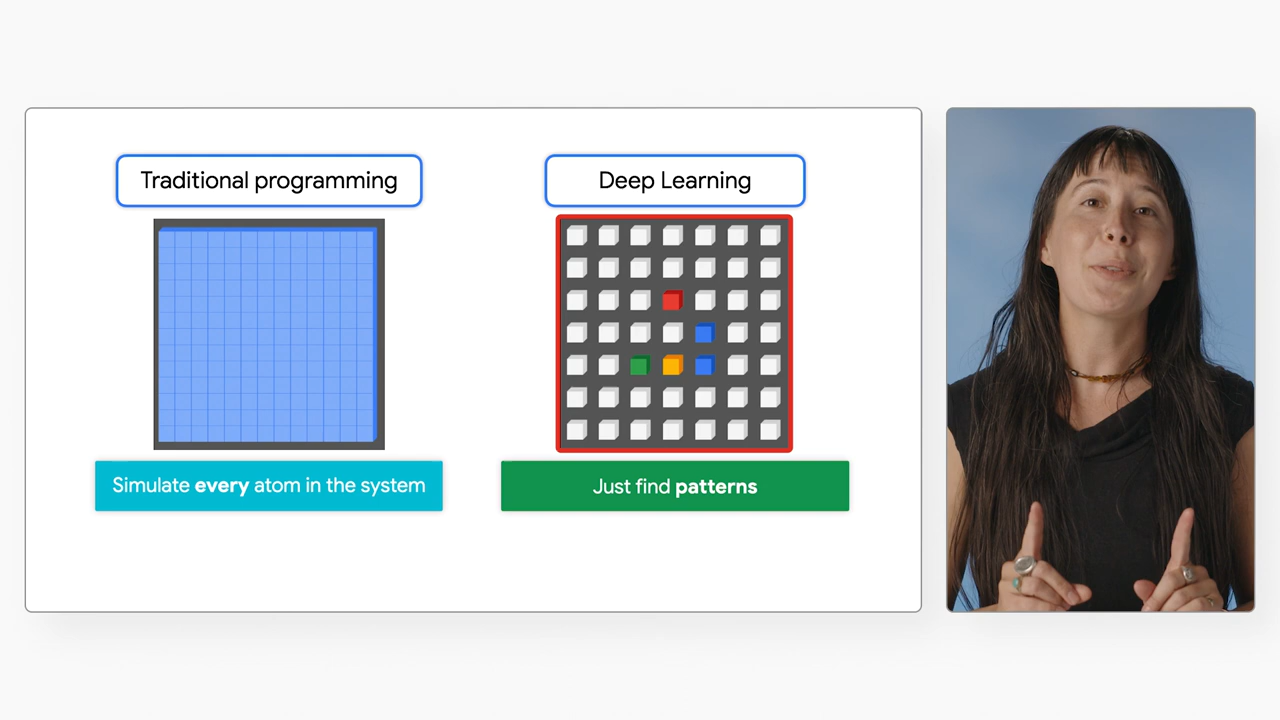 Traditional programming
Deep Learning
Simulate every atom in the system
Just find patterns